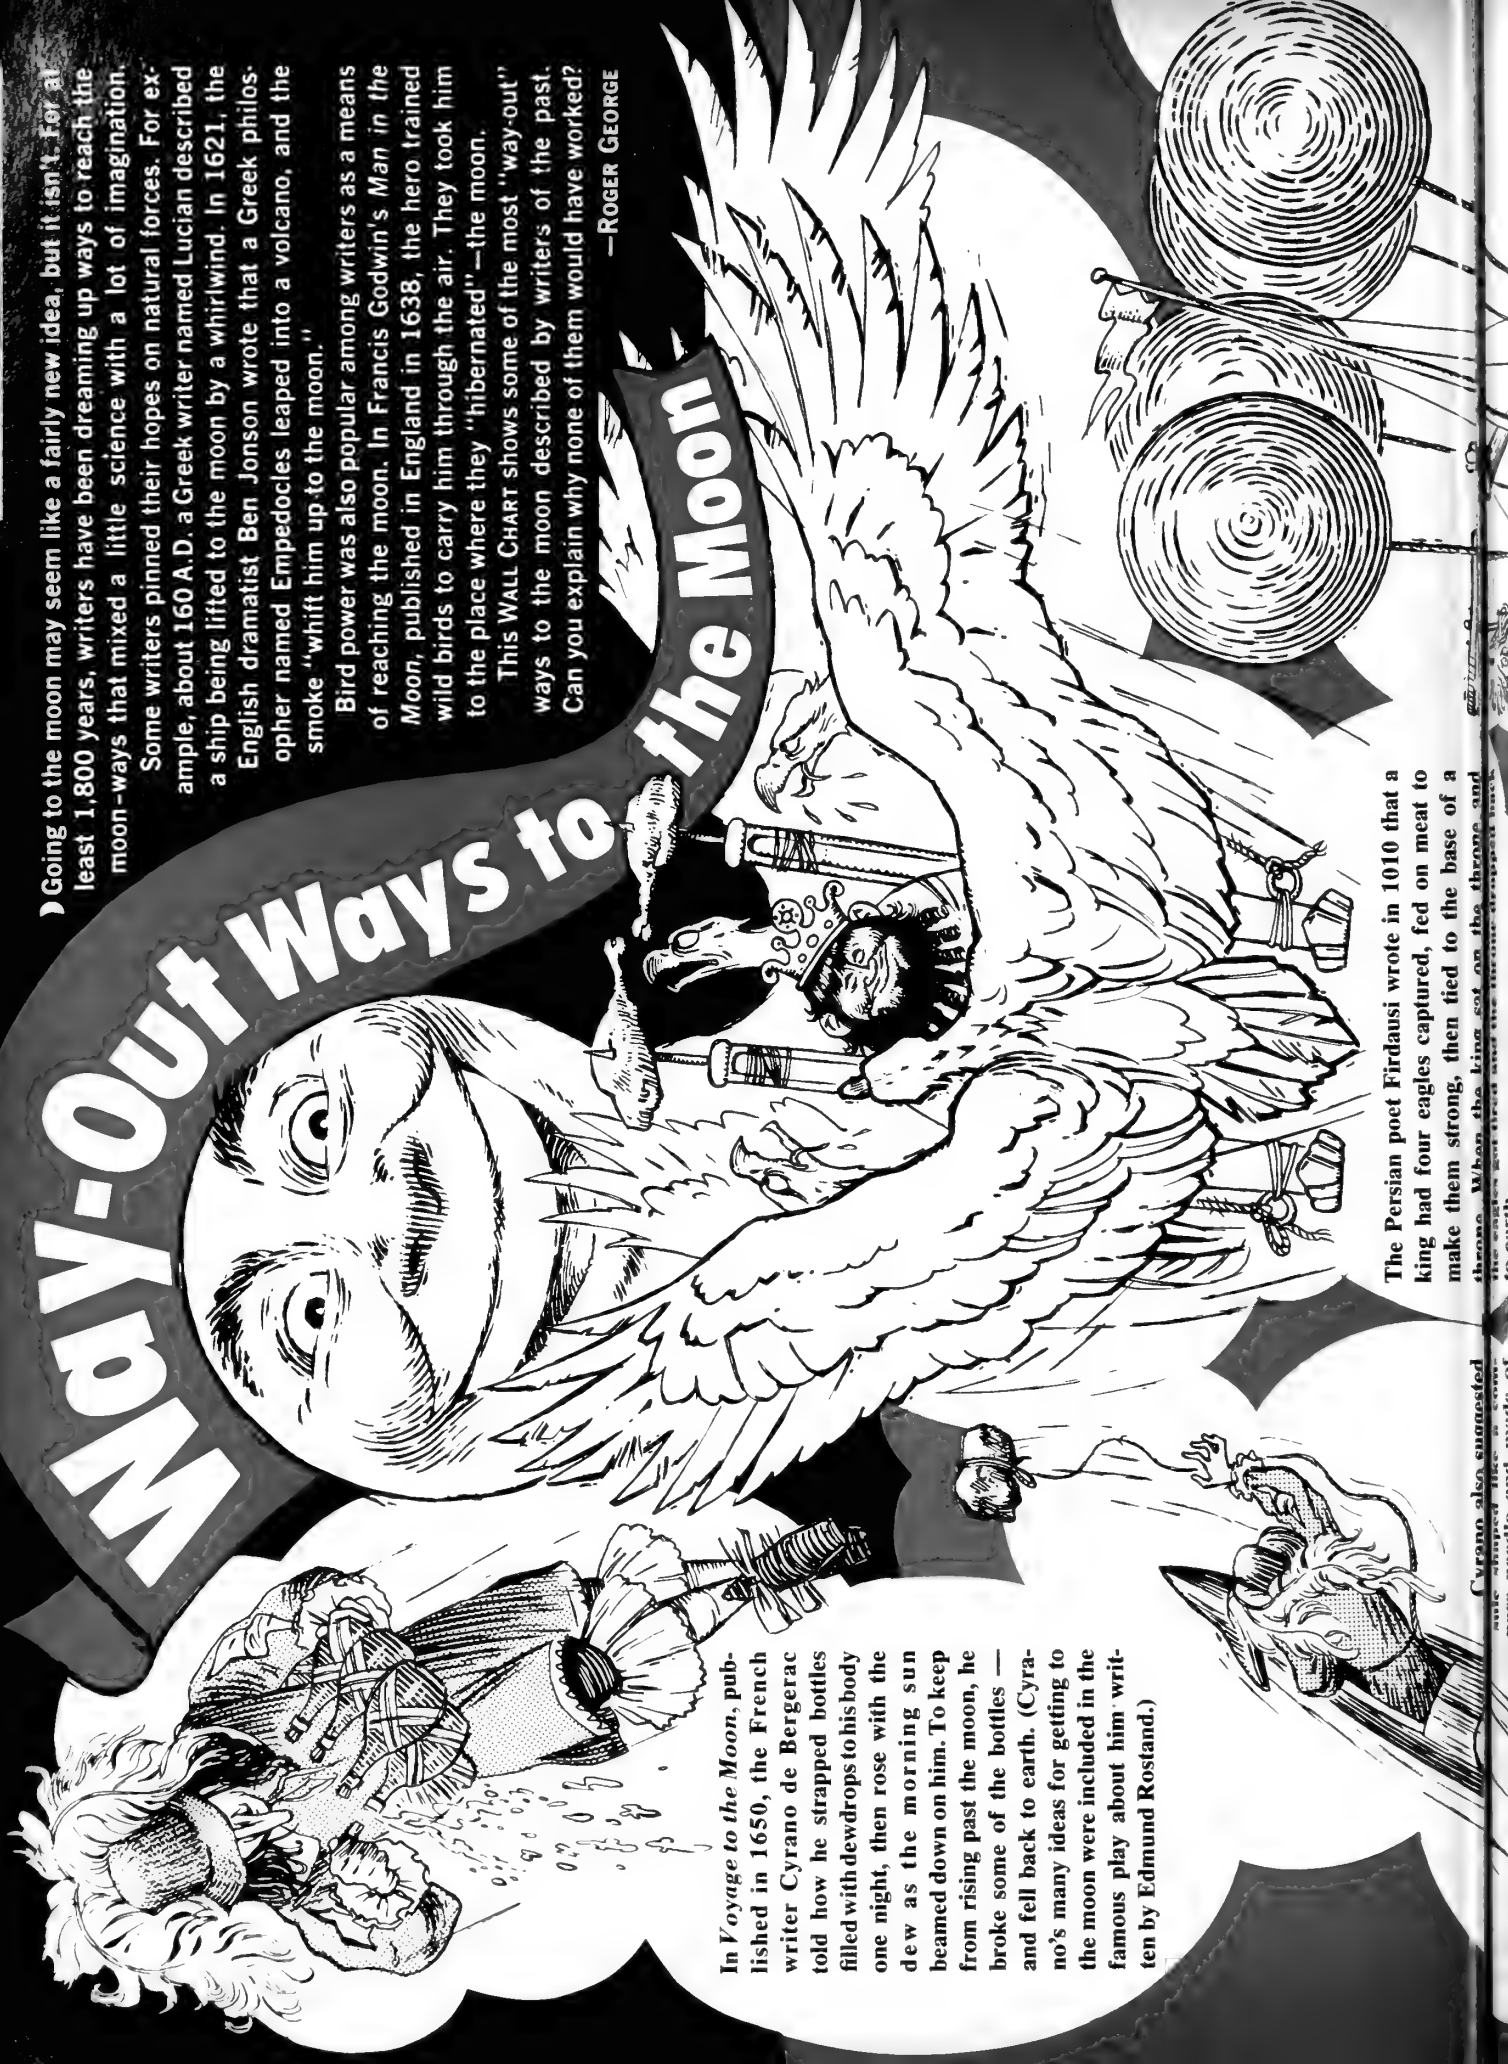 Way-Out Ways to the Moon
❩ Going to the moon may seem like a fairly new idea, but it isn't. For at
least 1,800 years, writers have been dreaming up ways to reach the
moon-ways that mixed a little science with a lot of imagination.
Some writers pinned their hopes on natural forces. For ex-
ample, about 160 A.D. a Greek writer named Lucian described
a ship being lifted to the moon by a whirlwind. In 1621, the
English dramatist Ben Jonson wrote that a Greek philos-
opher named Empedocles leaped into a volcano, and the
smoke "whift him up to the moon."
Bird power was also popular among writers as a means
of reaching the moon. In Francis Godwin's Man in the
Moon, published in England in 1638, the hero trained
wild birds to carry him through the air. They took him
to the place where they "hibernated"—the moon.
This WALL CHART shows some of the most "way-out"
ways to the moon described by writers of the past.
Can you explain why none of them would have worked?
—ROGER GEORGE
In Voyage to the Moon, pub-
lished in 1650, the French
writer Cyrano de Bergerac
told how he strapped bottles
filled with dewdrops to his body
one night, then rose with the
dew as the morning sun
beamed down on him. To keep
from rising past the moon, he
broke some of the bottles —
and fell back to earth. (Cyra-
no's many ideas for getting to
the moon were included in the
famous play about him writ-
ten by Edmund Rostand.)
Cyrano also suggested
The Persian poet Firdausi wrote in 1010 that a
king had four eagles captured, fed on meat to
make them strong, then tied to the base of a
throne. When the king sat on the throne and